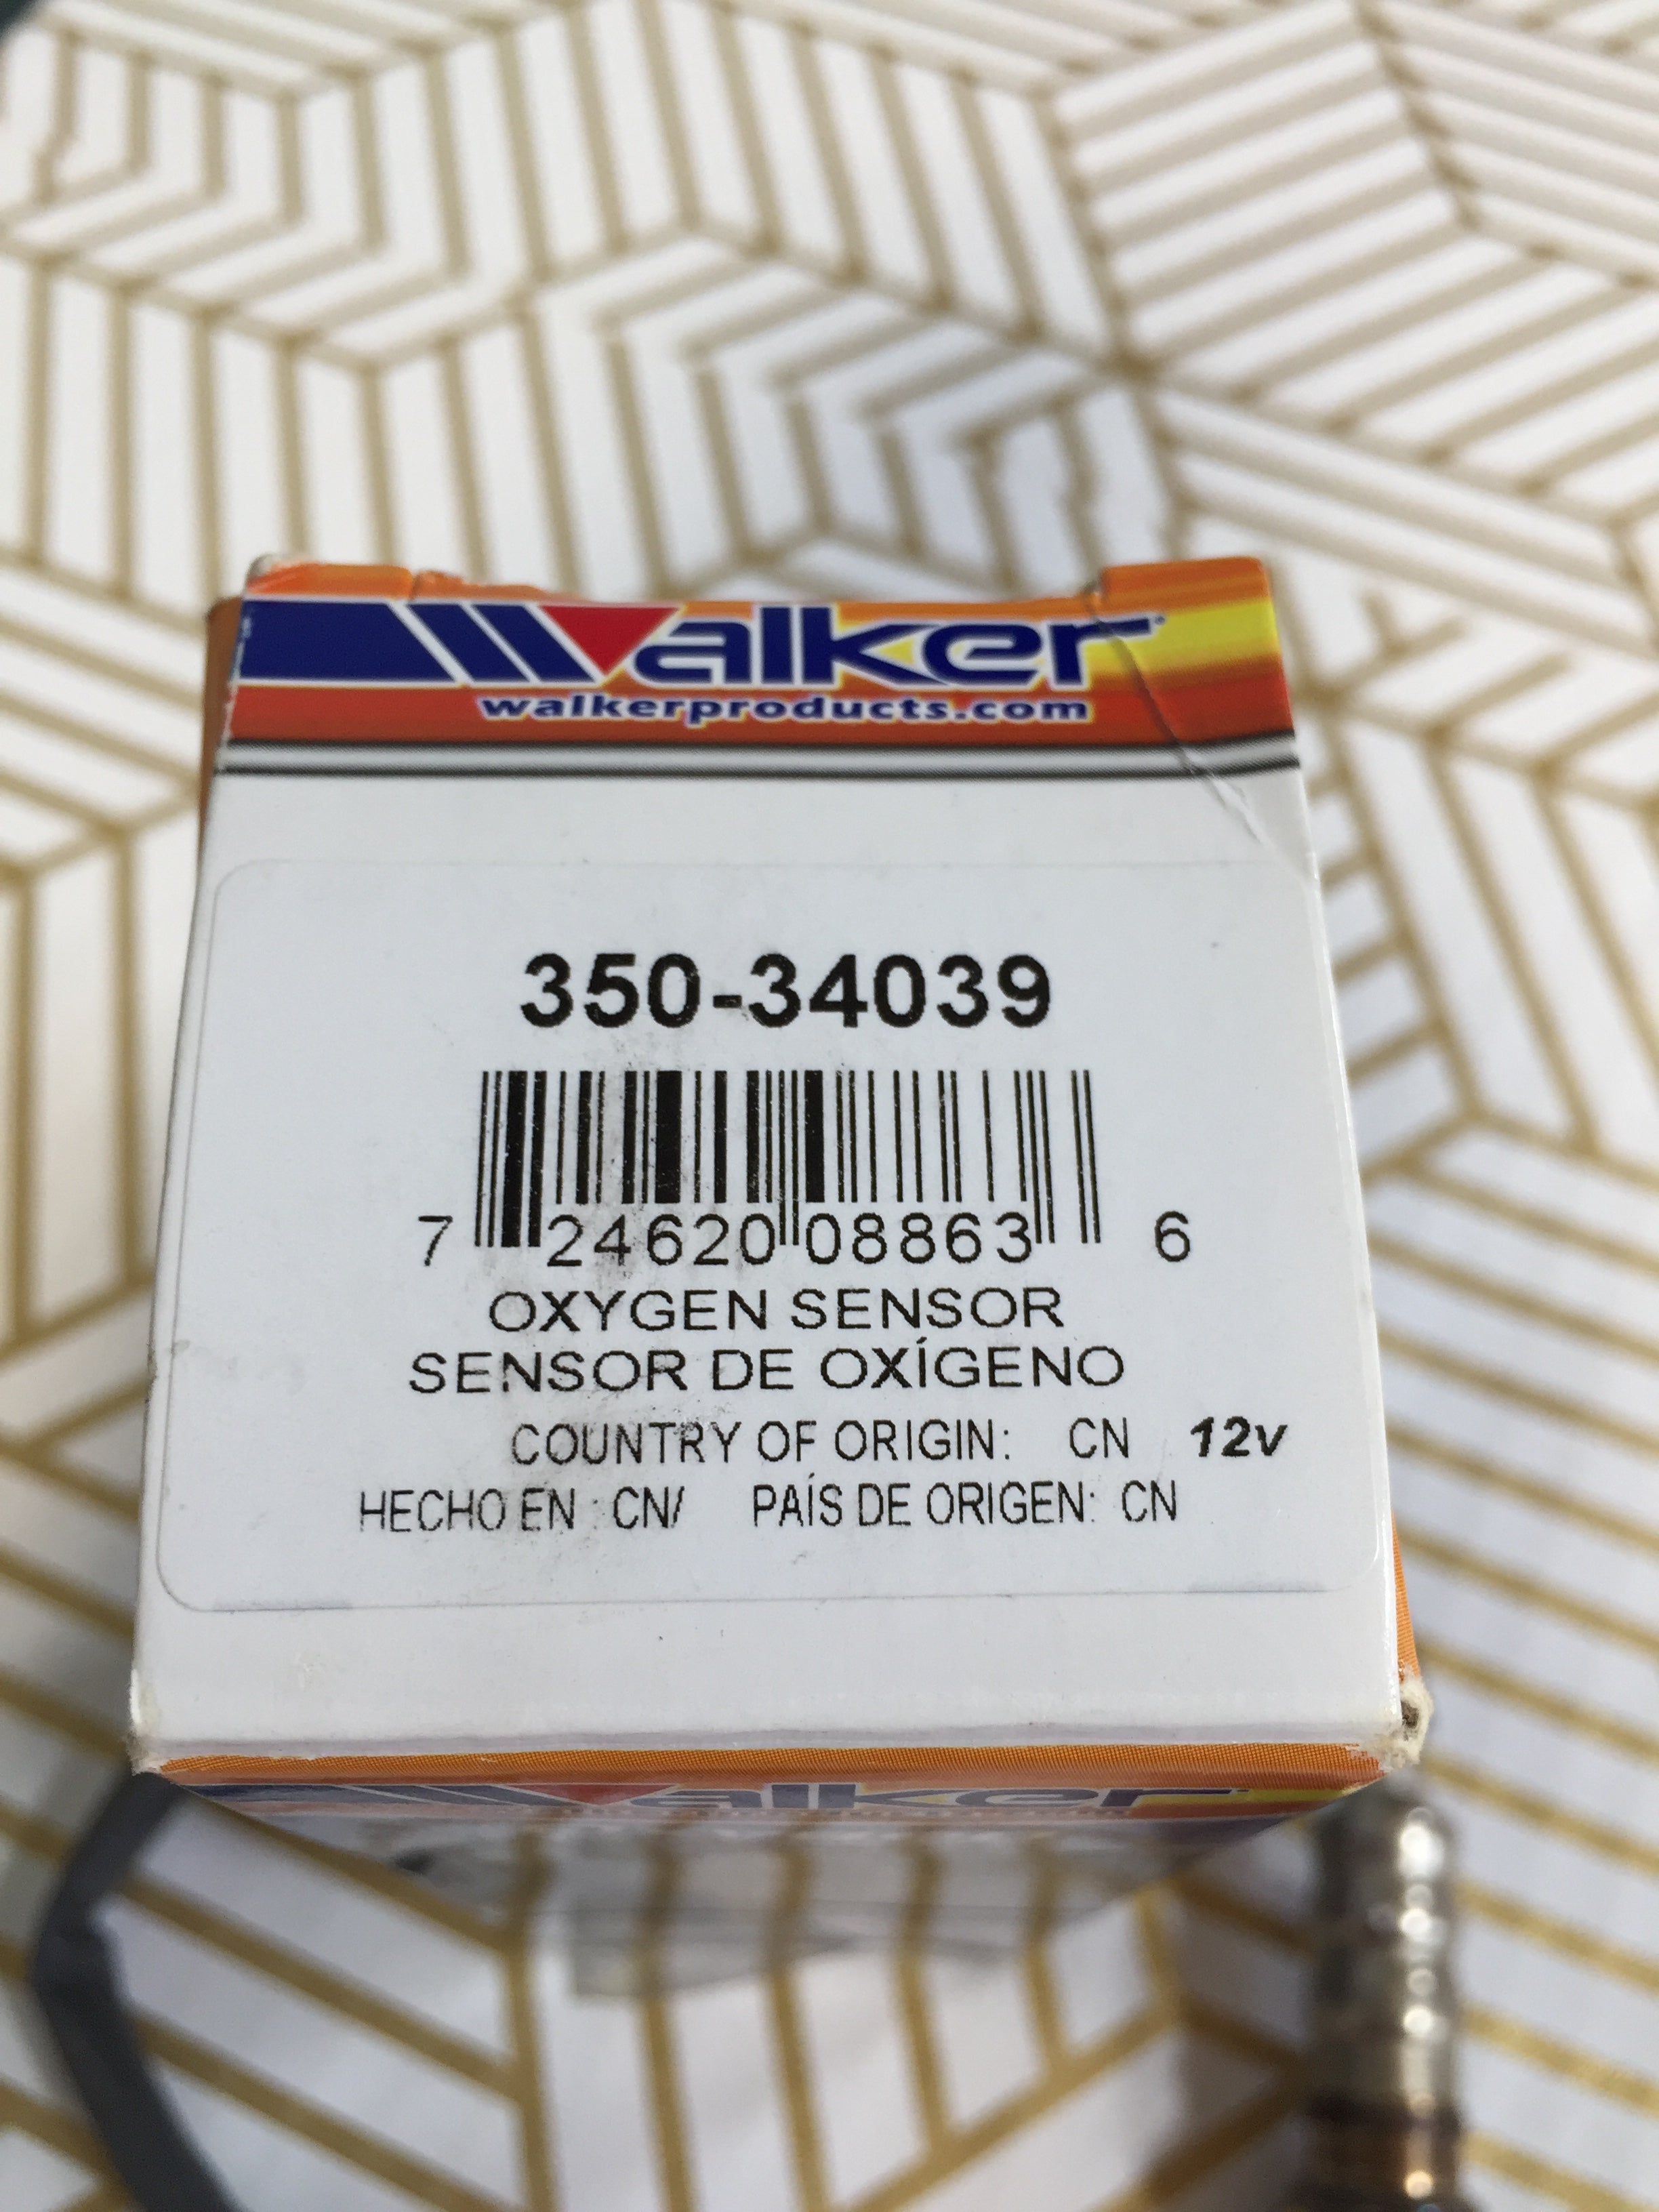 Walker
walkerproducts.com
350-34039
7 24620 08863 6
OXYGEN SENSOR
SENSOR DE OXÍGENO
COUNTRY OF ORIGIN: CN 12v
HECHO EN : CN/ PAÍS DE ORIGEN: CN
Walker